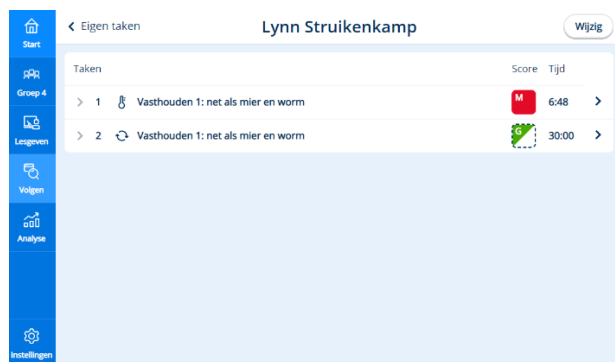 Start
Groep 4
Lesgeven
Volgen
Analyse
Instellingen
Eigen taken
Lynn Struikenkamp
Wijzig
Taken Score Tijd
1 Vasthouden 1: net als mier en worm M 6:48
2 Vasthouden 1: net als mier en worm G 30:00